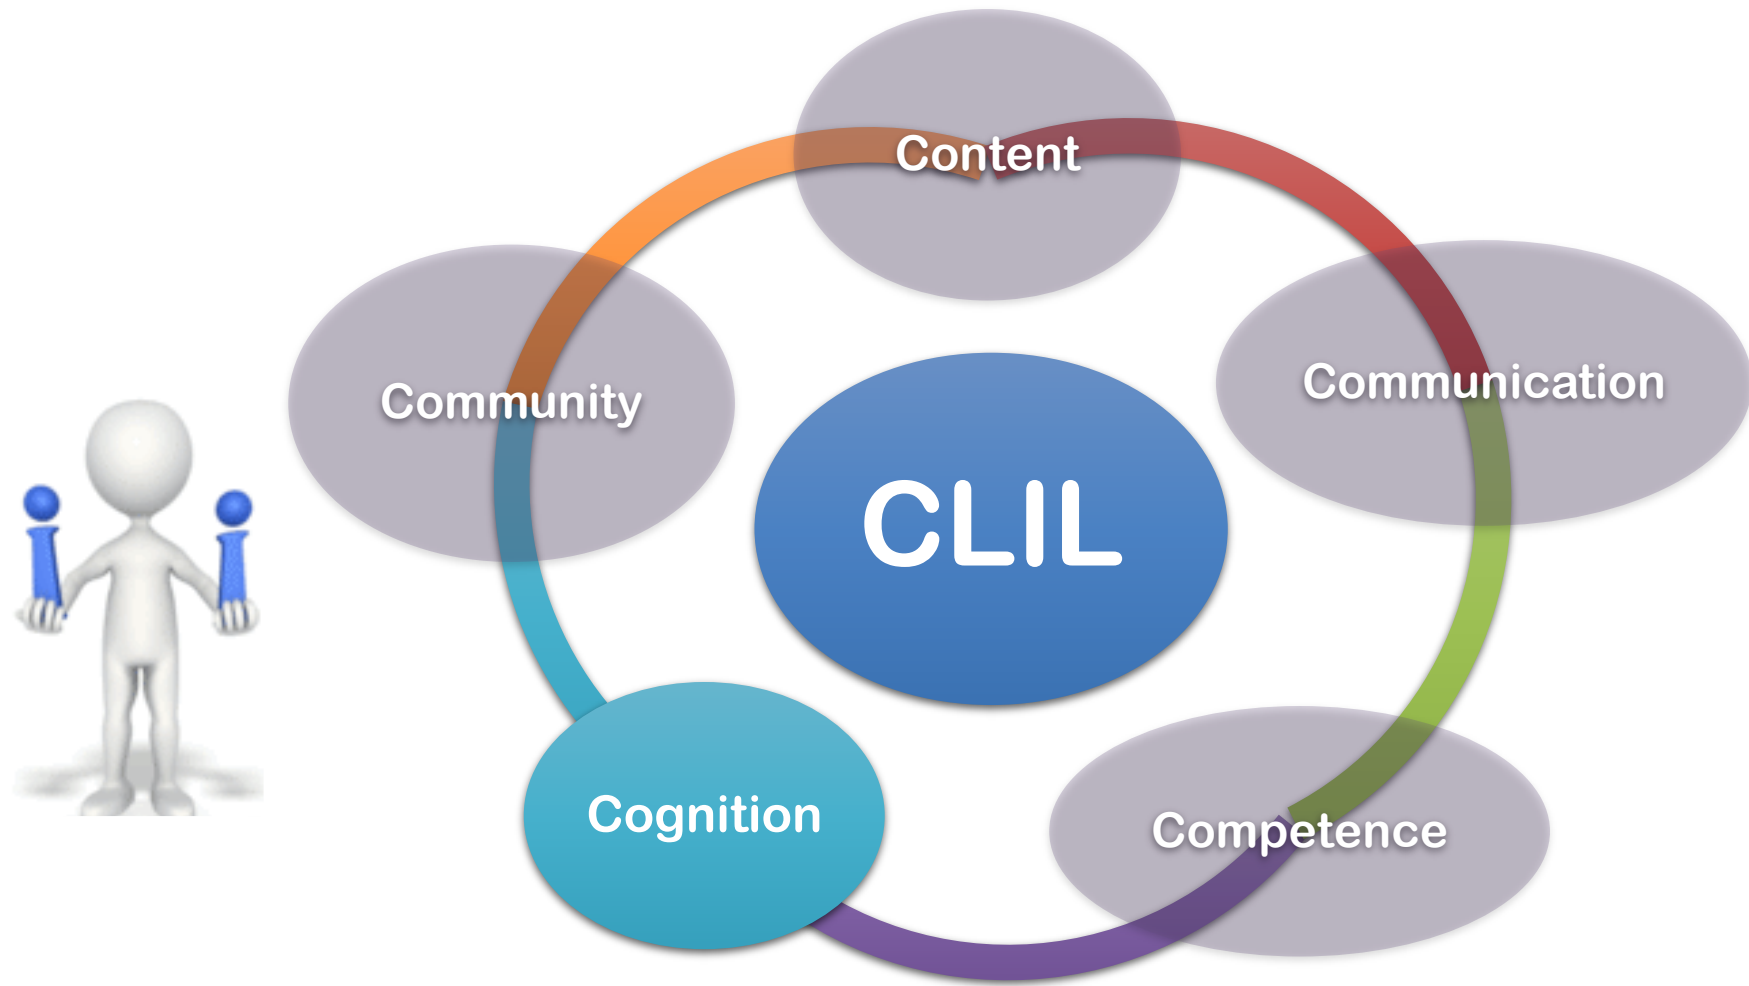 Content
Communication
Community
CLIL
Cognition
Competence